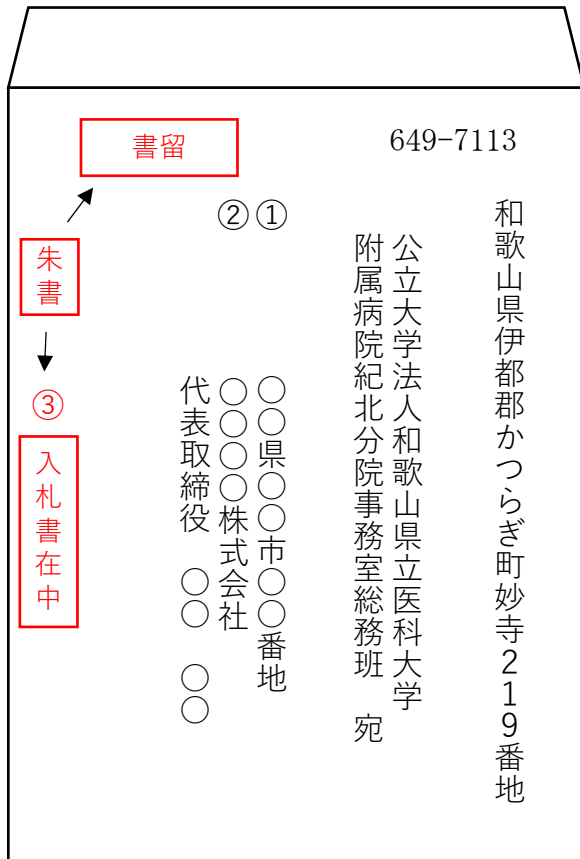 649-7113
和歌山県伊都郡かつらぎ町妙寺219番地
公立大学法人和歌山県立医科大学
附属病院紀北分院事務室総務班 宛
① ○○県○○市○○番地
② ○○○○株式会社
代表取締役 ○○ ○○
書留
朱書
③
入札書在中